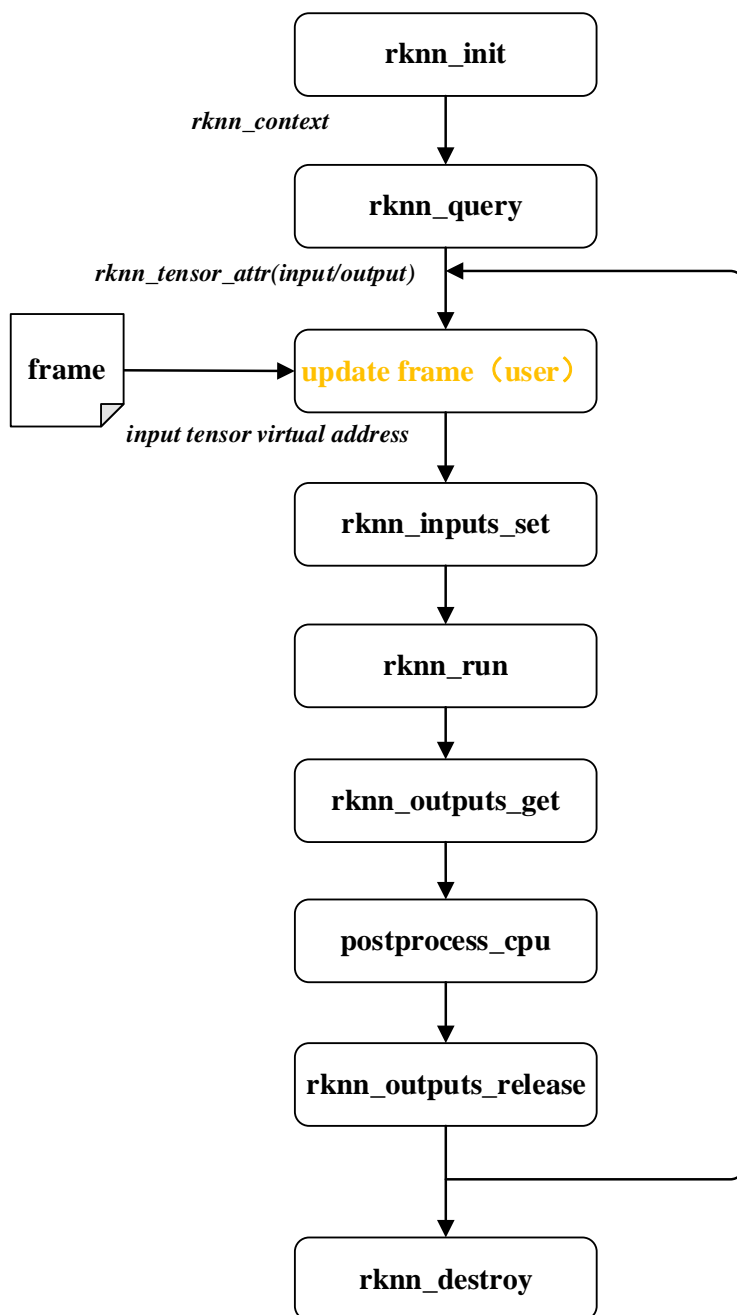 rknn_init
rknn_context
rknn_query
rknn_tensor_attr(input/output)
frame
update frame（user）
input tensor virtual address
rknn_inputs_set
rknn_run
rknn_outputs_get
postprocess_cpu
rknn_outputs_release
rknn_destroy